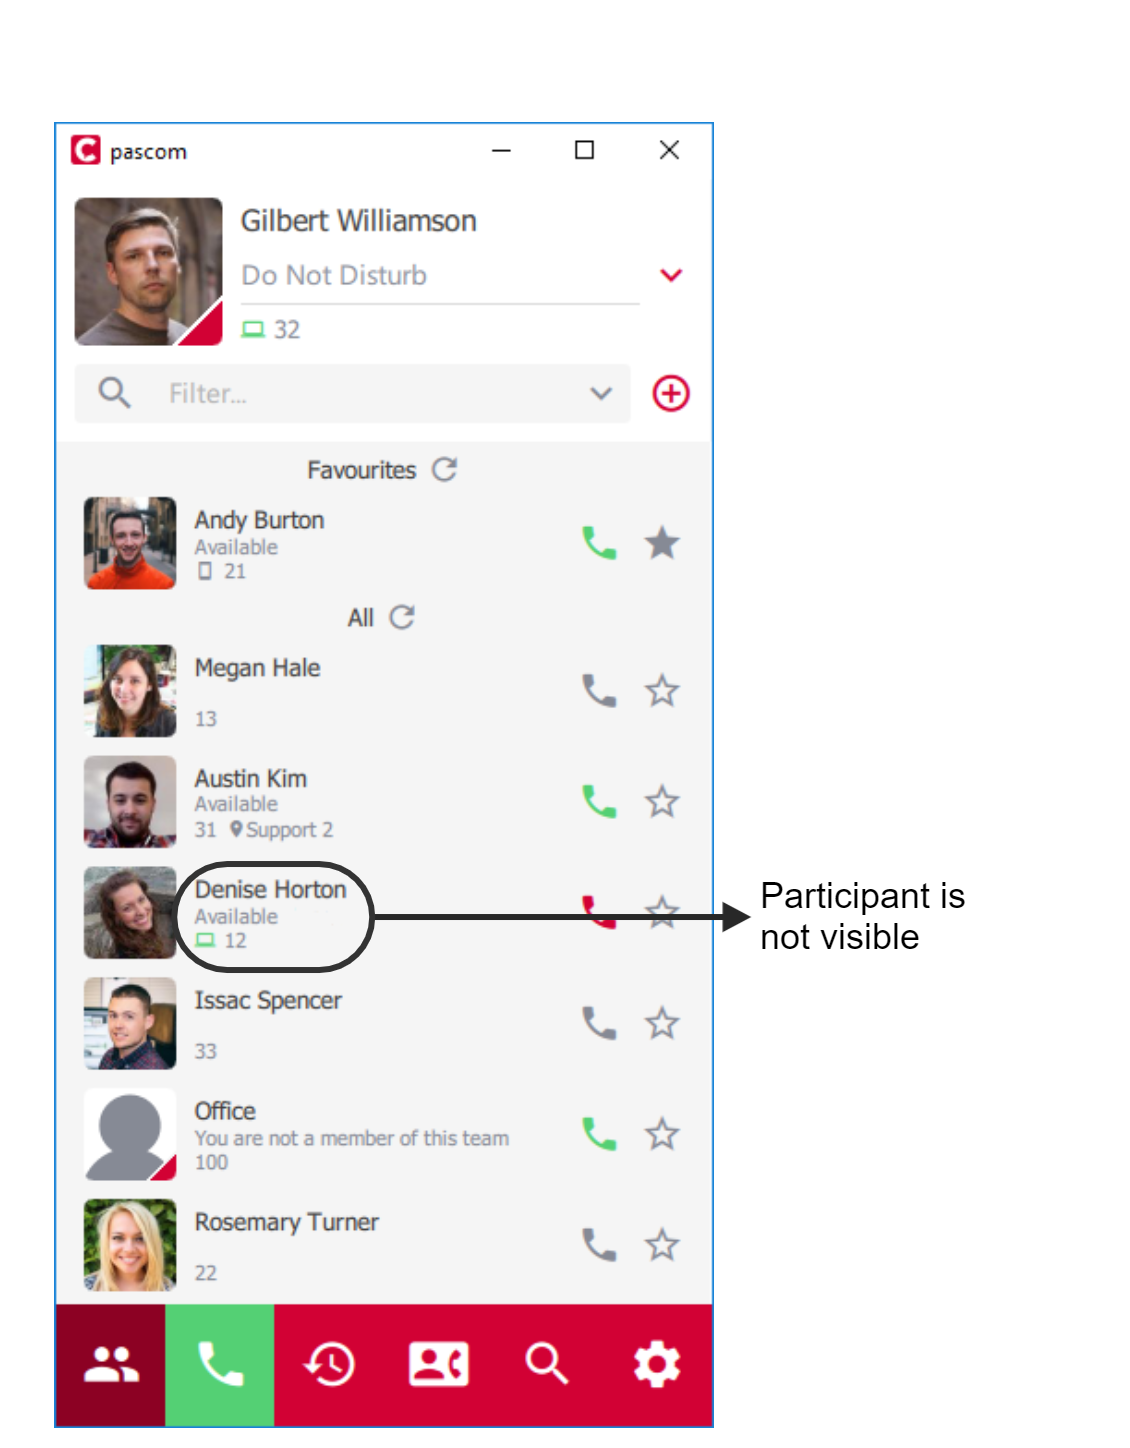 pascom
Gilbert Williamson
Do Not Disturb
32
Filter...
Favourites
Andy Burton
Available
21
All
Megan Hale
13
Austin Kim
Available
31 Support 2
Denise Horton
Available
12
Participant is
not visible
Issac Spencer
33
Office
You are not a member of this team
100
Rosemary Turner
22